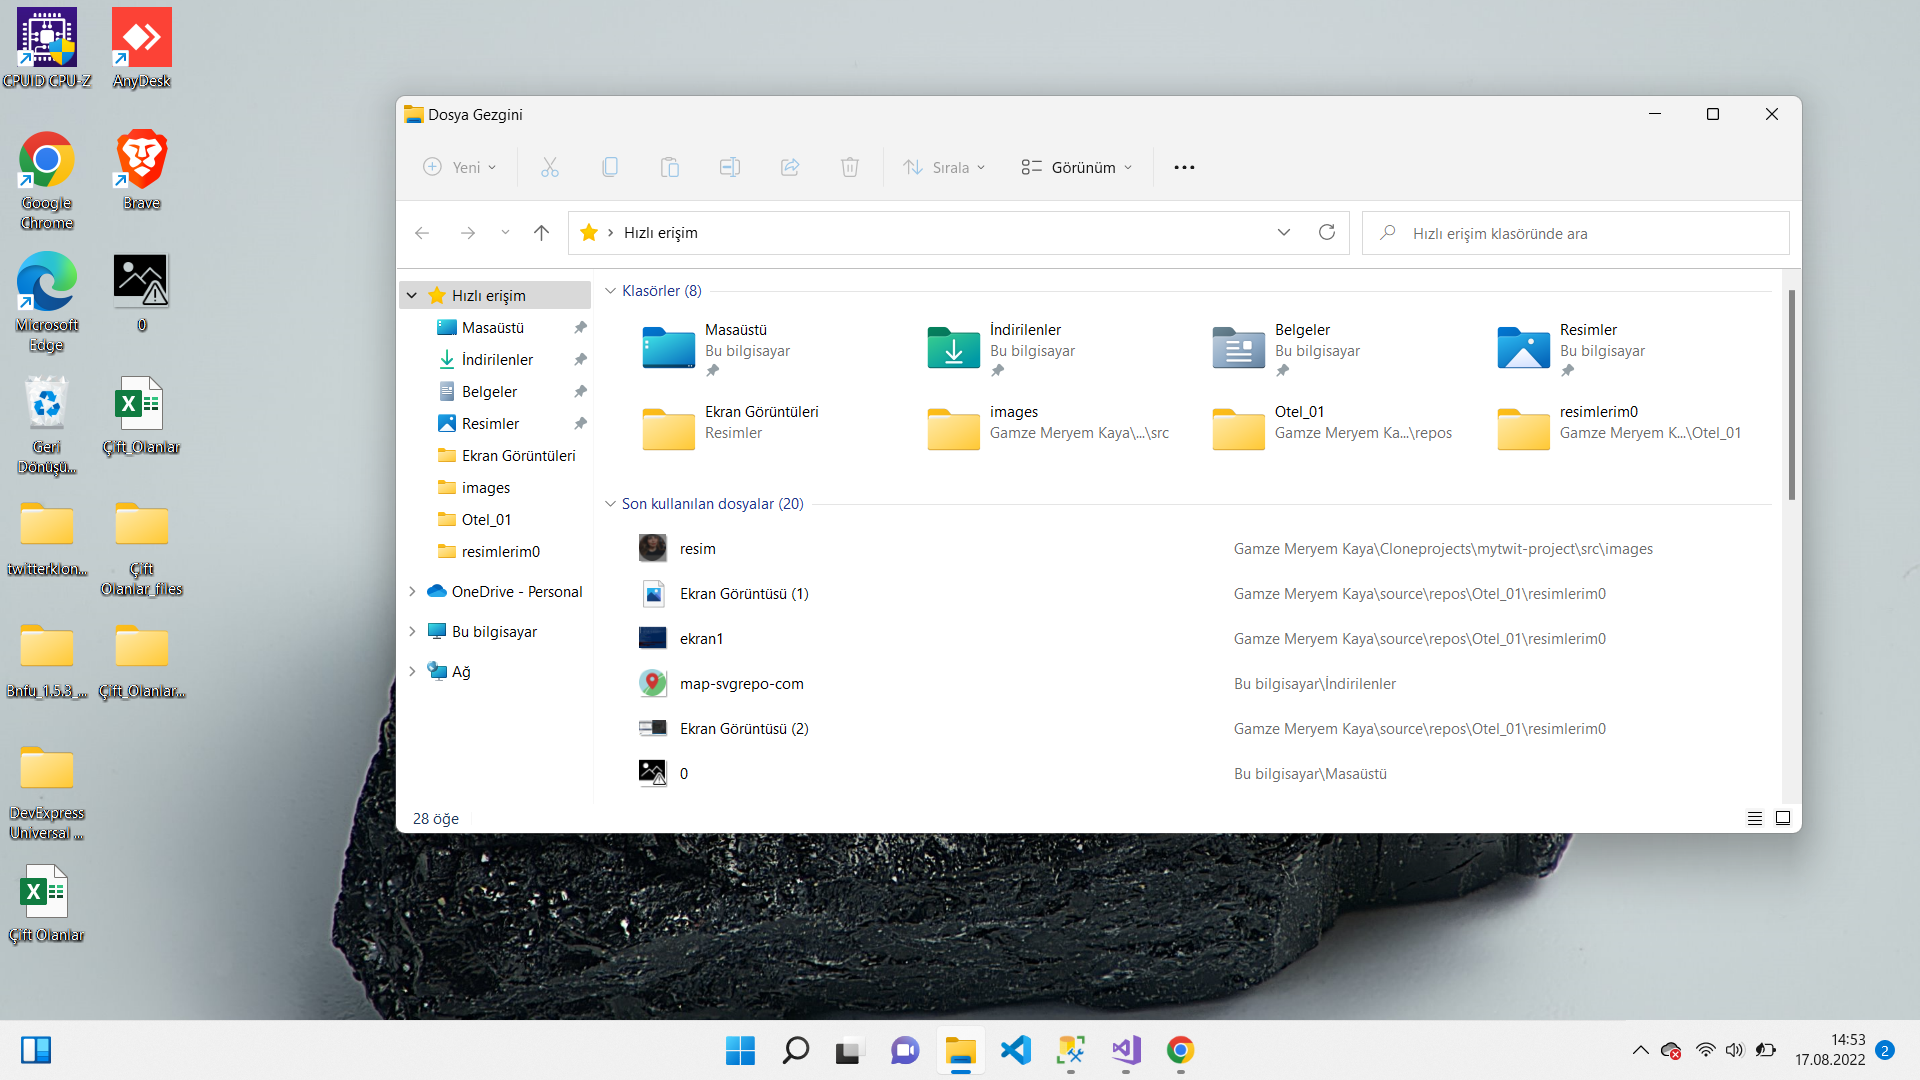 CPUID CPU-Z
AnyDesk
Google
Chrome
Brave
Microsoft
Edge
0
Geri
Dönüşü...
Çift_Olanlar
twitterklon...
Çift
Olanlar_files
Bnfu_1.5.3_...
Çift_Olanlar...
DevExpress
Universal ...
Çift Olanlar
Dosya Gezgini
Yeni
Sırala
Görünüm
Hızlı erişim
Hızlı erişim klasöründe ara
Hızlı erişim
Masaüstü
İndirilenler
Belgeler
Resimler
Ekran Görüntüleri
images
Otel_01
resimlerim0
OneDrive - Personal
Bu bilgisayar
Ağ
Klasörler (8)
Masaüstü
Bu bilgisayar
İndirilenler
Bu bilgisayar
Belgeler
Bu bilgisayar
Resimler
Bu bilgisayar
Ekran Görüntüleri
Resimler
images
Gamze Meryem Kaya\...\src
Otel_01
Gamze Meryem Ka...\repos
resimlerim0
Gamze Meryem K...\Otel_01
Son kullanılan dosyalar (20)
resim
Gamze Meryem Kaya\Cloneprojects\mytwit-project\src\images
Ekran Görüntüsü (1)
Gamze Meryem Kaya\source\repos\Otel_01\resimlerim0
ekran1
Gamze Meryem Kaya\source\repos\Otel_01\resimlerim0
map-svgrepo-com
Bu bilgisayar\İndirilenler
Ekran Görüntüsü (2)
Gamze Meryem Kaya\source\repos\Otel_01\resimlerim0
0
Bu bilgisayar\Masaüstü
28 öğe
14:53
17.08.2022
2